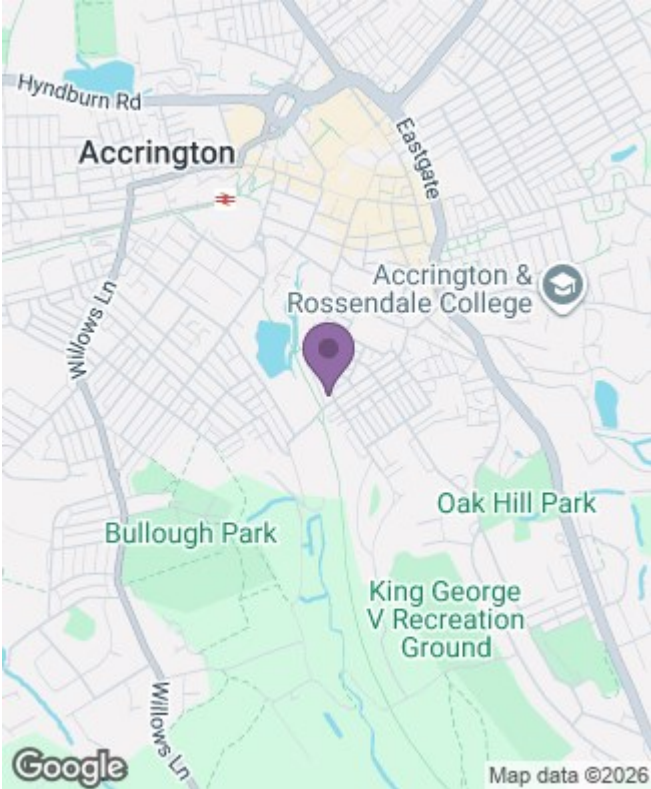 Hyndburn Rd
Accrington
Eastgate
Accrington &
Rossendale College
Willows Ln
Bullough Park
Oak Hill Park
King George
V Recreation
Ground
Willows Ln
Google
Map data ©2026